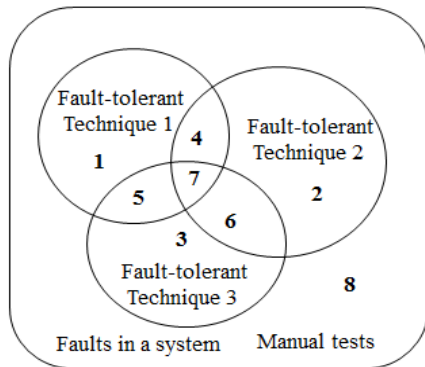 Fault-tolerant
Technique 1
4
Fault-tolerant
Technique 2
1
7
5
2
6
3
Fault-tolerant
Technique 3
8
Faults in a system
Manual tests